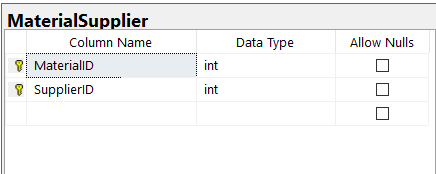 MaterialSupplier
Column Name Data Type Allow Nulls
MaterialID int
SupplierID int